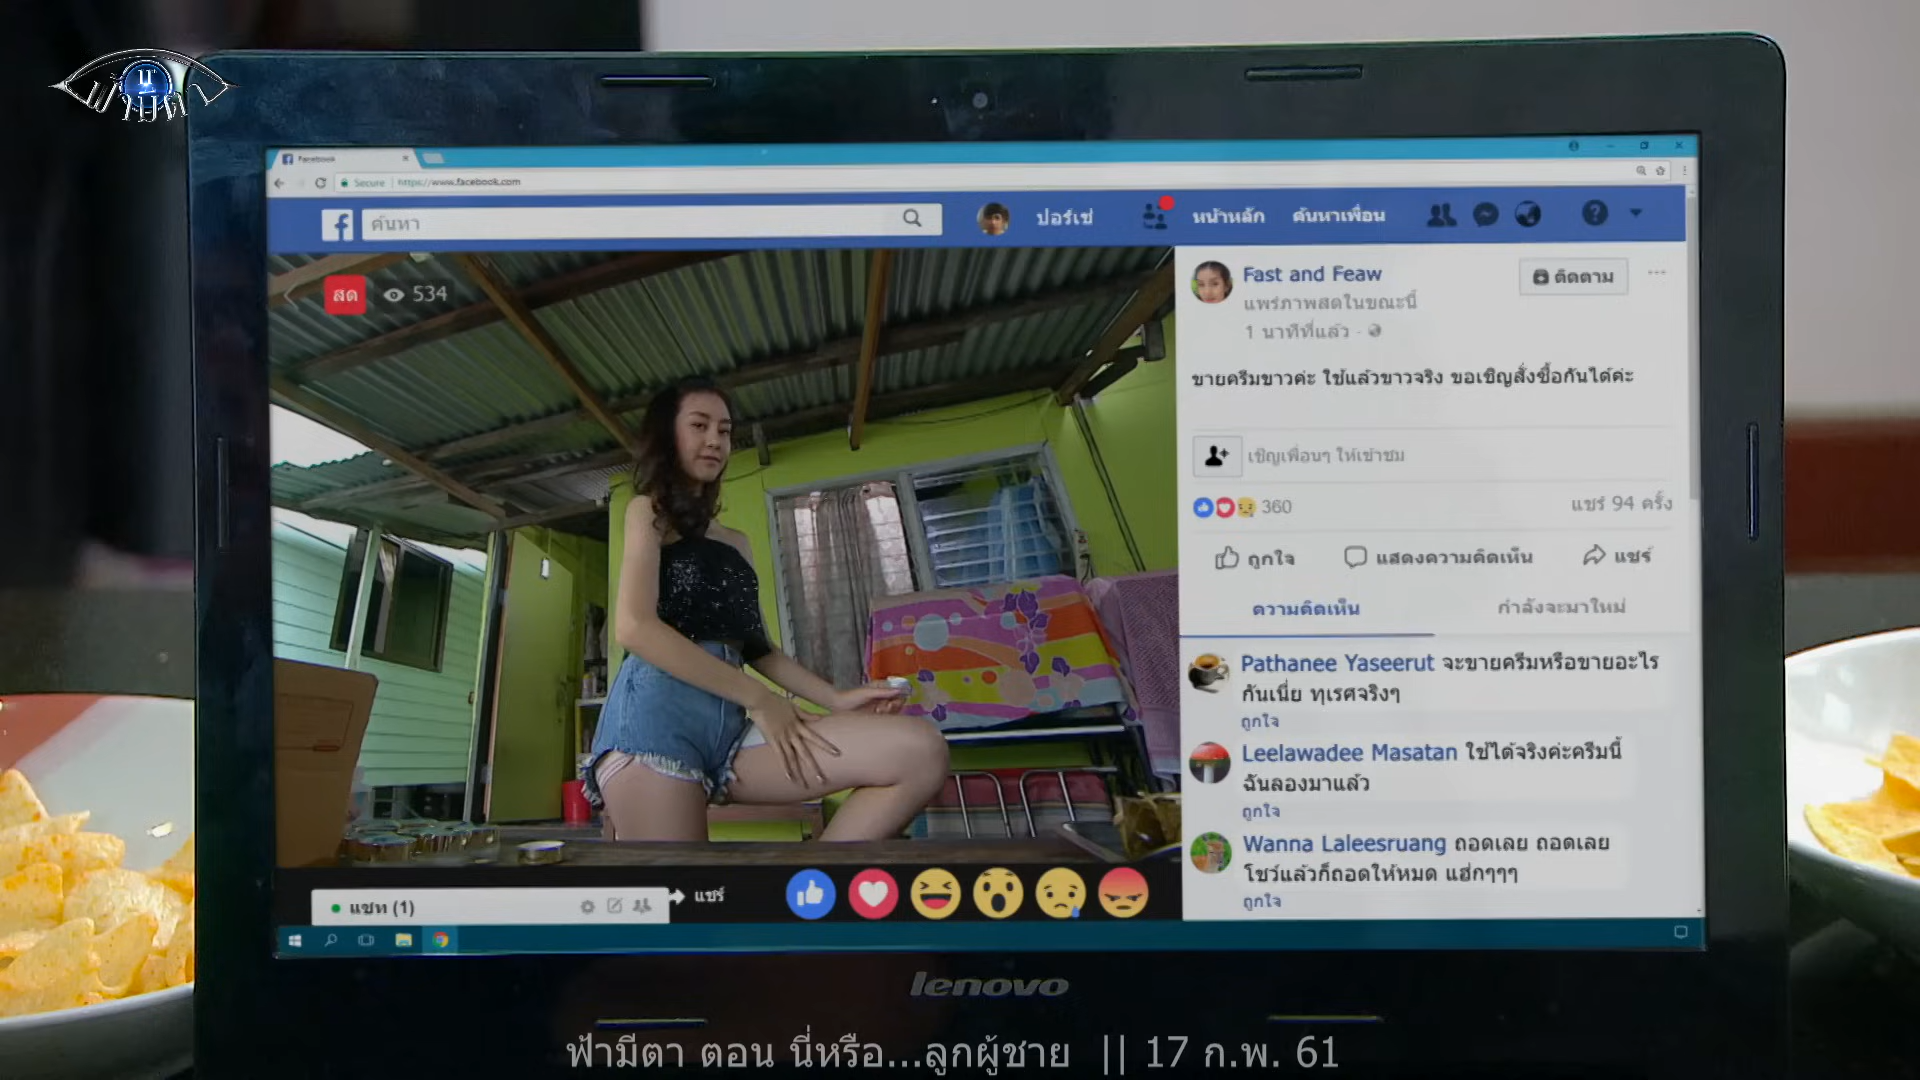 ฟ้ามีตา
Facebook
Secure | https://www.facebook.com
ค้นหา
ปอร์เช่
หน้าหลัก
ค้นหาเพื่อน
สด
534
Fast and Feaw
ติดตาม
แพร่ภาพสดในขณะนี้
1 นาทีที่แล้ว
ขายครีมขาวค่ะ ใช้แล้วขาวจริง ขอเชิญสั่งซื้อกันได้ค่ะ
เชิญเพื่อนๆ ให้เข้าชม
360
แชร์ 94 ครั้ง
ถูกใจ
แสดงความคิดเห็น
แชร์
ความคิดเห็น
กำลังจะมาใหม่
Pathanee Yaseerut จะขายครีมหรือขายอะไร
กันเนี่ย ทุเรศจริงๆ
ถูกใจ
Leelawadee Masatan ใช้ได้จริงค่ะครีมนี้
ฉันลองมาแล้ว
ถูกใจ
Wanna Laleesruang ถอดเลย ถอดเลย
โชว์แล้วก็ถอดให้หมด แฮ่กๆๆๆ
ถูกใจ
แชท (1)
แชร์
lenovo
ฟ้ามีตา ตอน นี่หรือ...ลูกผู้ชาย || 17 ก.พ. 61